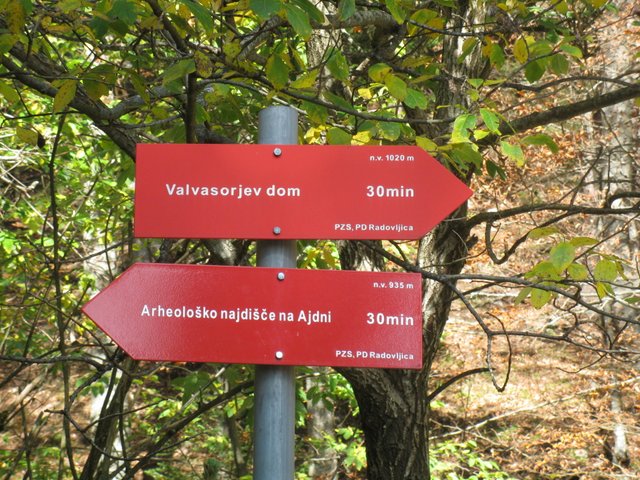 n.v. 1020 m
Valvasorjev dom 30min
PZS, PD Radovljica
n.v. 935 m
Arheološko najdišče na Ajdni 30min
PZS, PD Radovljica